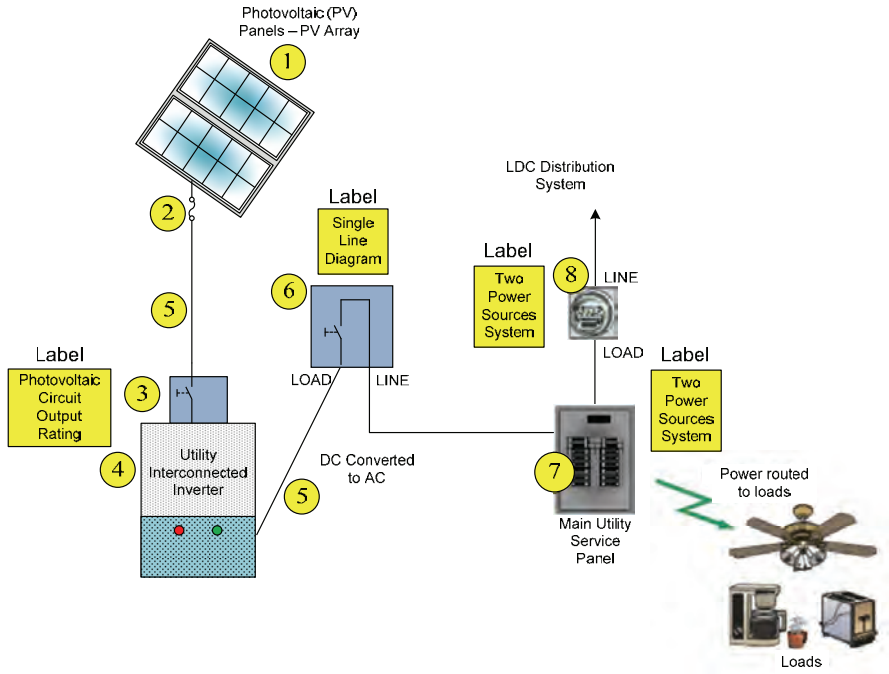 Photovoltaic (PV)
Panels – PV Array
1
2
5
Label
Photovoltaic
Circuit
Output
Rating
3
4
Utility
Interconnected
Inverter
Label
Single
Line
Diagram
6
LOAD
LINE
5
DC Converted
to AC
LDC Distribution
System
Label
Two
Power
Sources
System
8
LINE
LOAD
Label
Two
Power
Sources
System
7
Main Utility
Service
Panel
Power routed
to loads
Loads